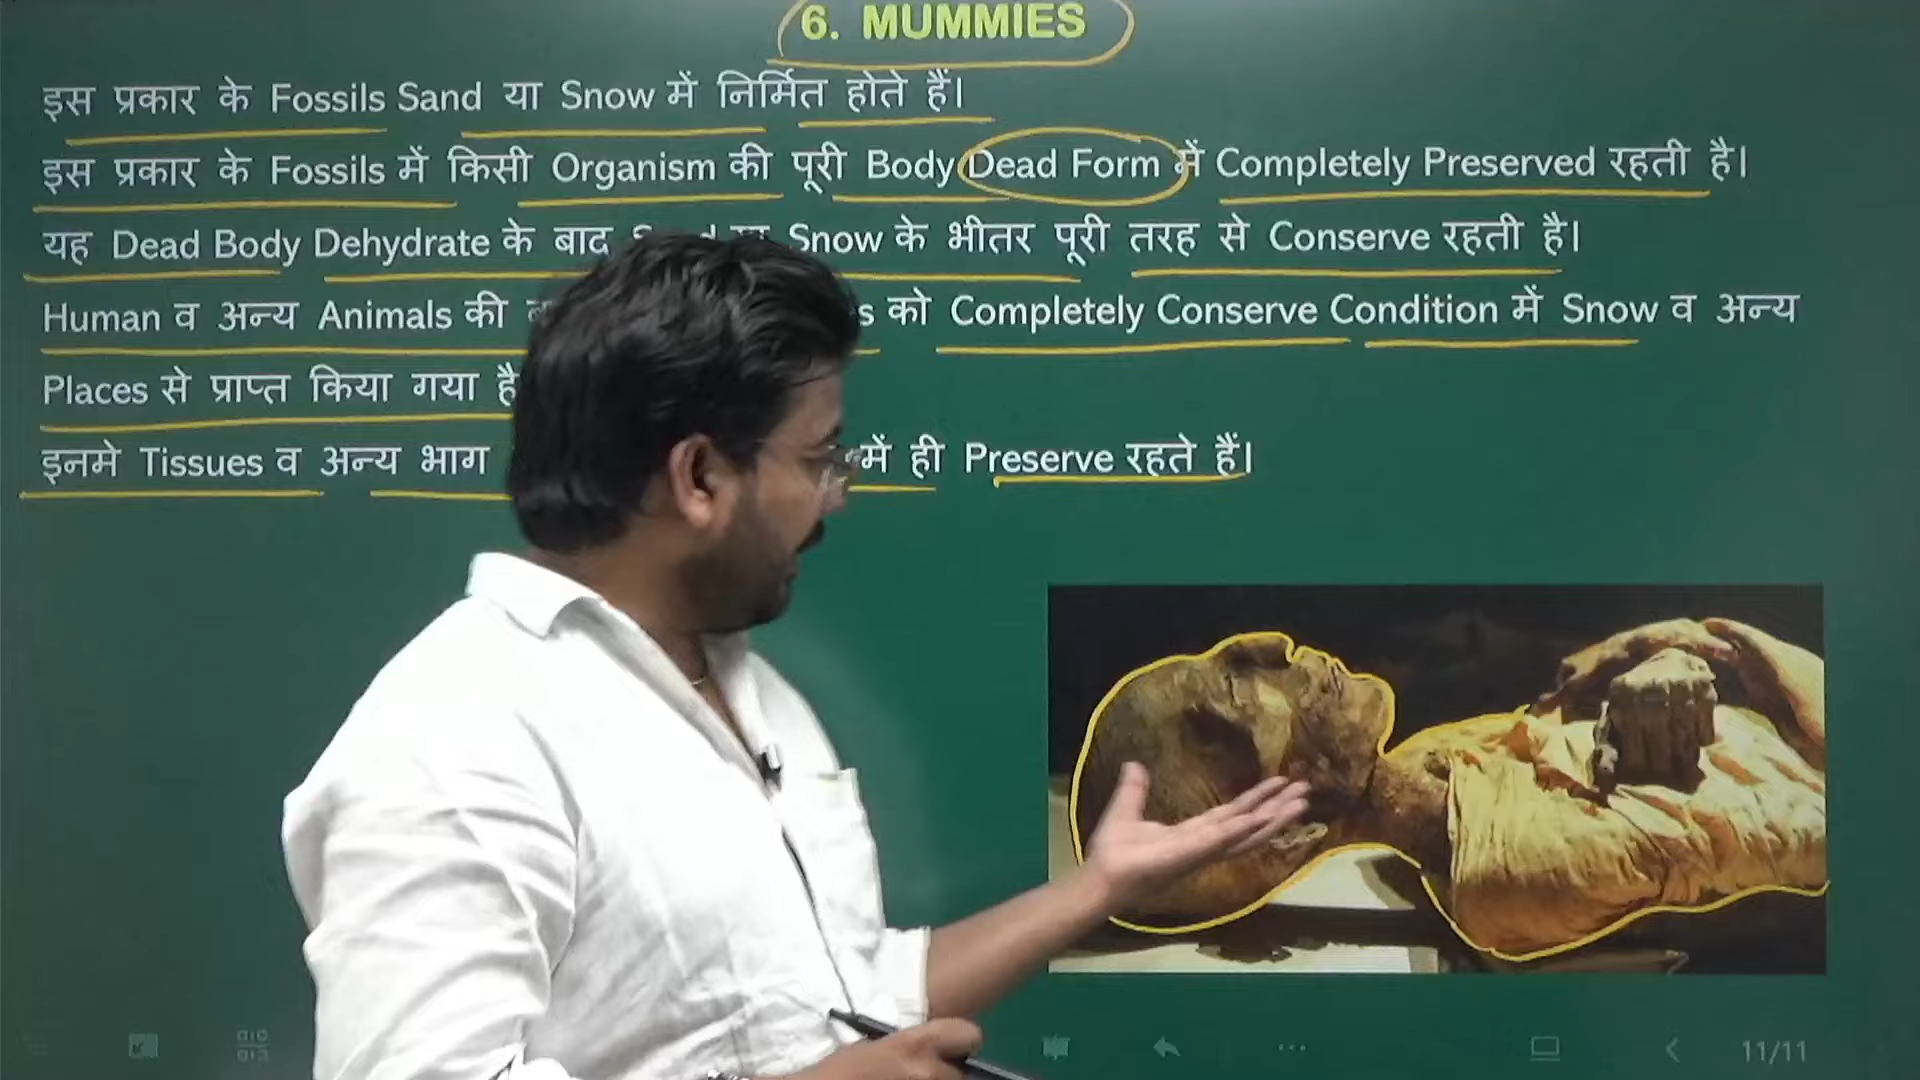 6. MUMMIES
इस प्रकार के Fossils Sand या Snow में निर्मित होते हैं।
इस प्रकार के Fossils में किसी Organism की पूरी Body Dead Form में Completely Preserved रहती है।
यह Dead Body Dehydrate के बाद Snow के भीतर पूरी तरह से Conserve रहती है।
Human व अन्य Animals की को Completely Conserve Condition में Snow व अन्य
Places से प्राप्त किया गया है
इनमे Tissues व अन्य भाग में ही Preserve रहते हैं।
11/11